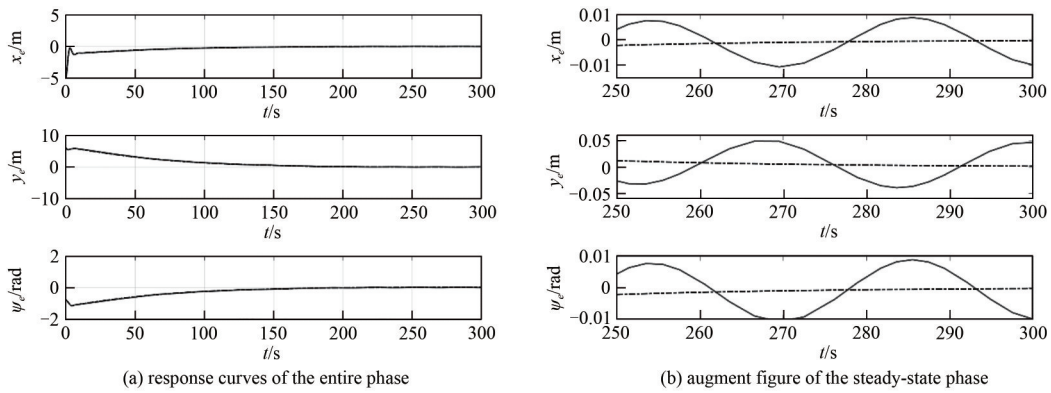 5
0
−5
x_e/m
0 50 100 150 200 250 300
t/s
10
0
−10
y_e/m
0 50 100 150 200 250 300
t/s
2
0
−2
ψ_e/rad
0 50 100 150 200 250 300
t/s
(a) response curves of the entire phase
0.01
0
−0.01
x_e/m
250 260 270 280 290 300
t/s
0.05
0
−0.05
y_e/m
250 260 270 280 290 300
t/s
0.01
0
−0.01
ψ_e/rad
250 260 270 280 290 300
t/s
(b) augment figure of the steady-state phase